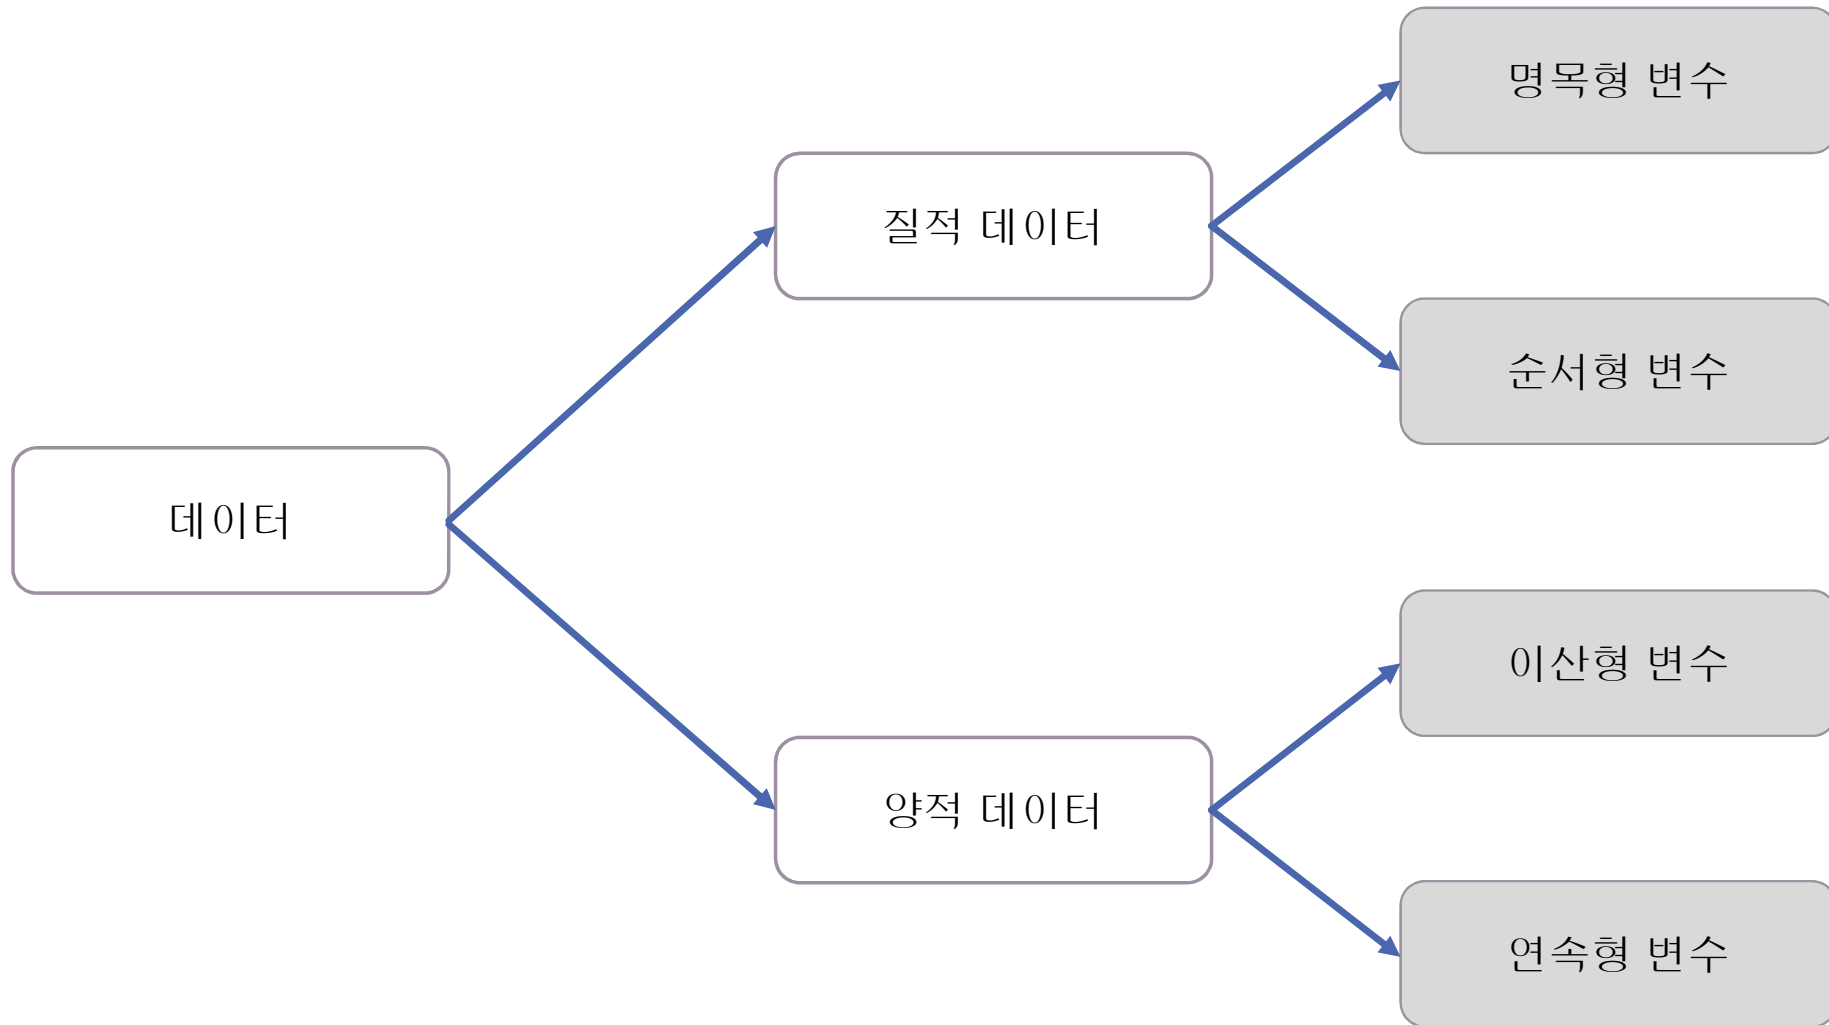 데이터
질적 데이터
명목형 변수
순서형 변수
양적 데이터
이산형 변수
연속형 변수